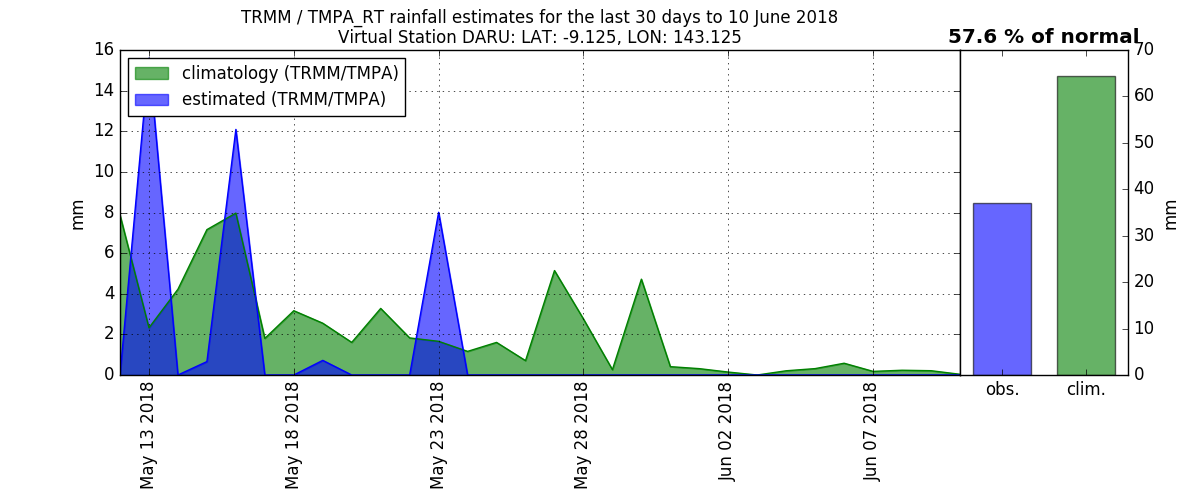 TRMM / TMPA_RT rainfall estimates for the last 30 days to 10 June 2018
Virtual Station DARU: LAT: -9.125, LON: 143.125
57.6 % of normal
climatology (TRMM/TMPA)
estimated (TRMM/TMPA)
16
14
12
10
8
6
4
2
0
mm
May 13 2018
May 18 2018
May 23 2018
May 28 2018
Jun 02 2018
Jun 07 2018
obs.
clim.
70
60
50
40
30
20
10
0
mm